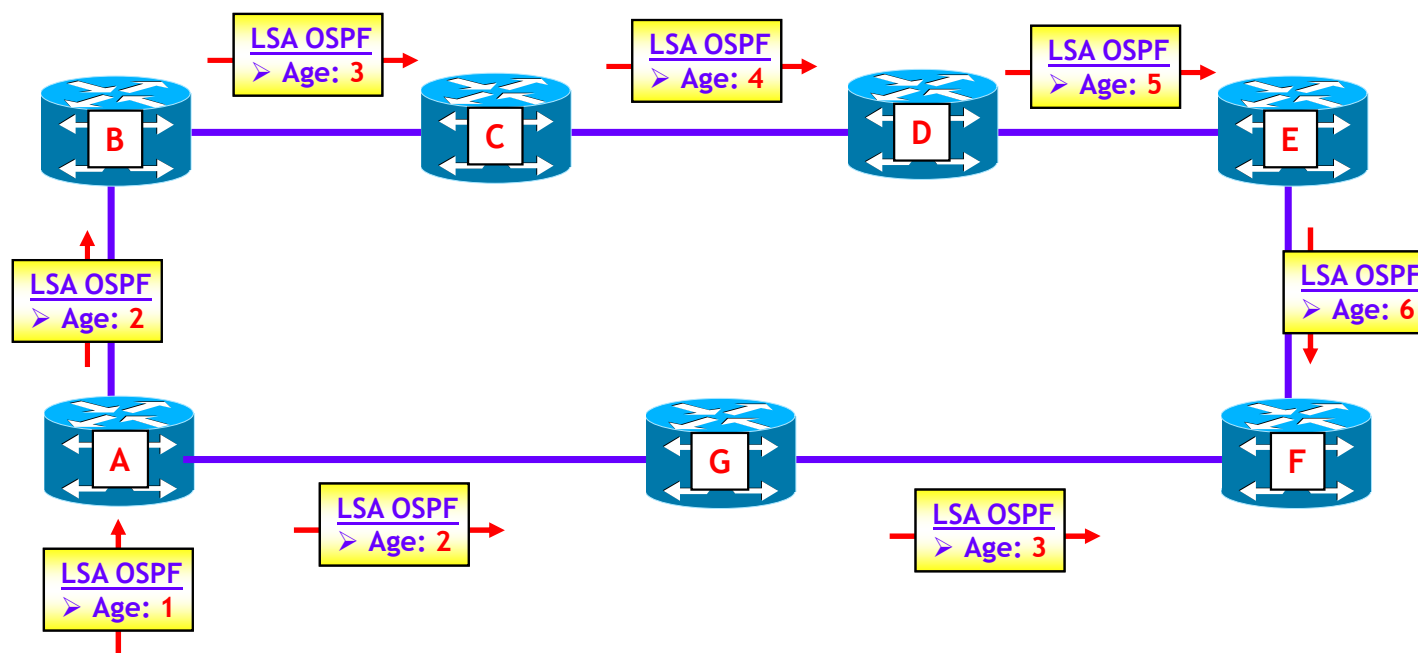 LSA OSPF
➢ Age: 3
LSA OSPF
➢ Age: 4
LSA OSPF
➢ Age: 5
B
C
D
E
LSA OSPF
➢ Age: 2
LSA OSPF
➢ Age: 6
A
G
F
LSA OSPF
➢ Age: 2
LSA OSPF
➢ Age: 3
LSA OSPF
➢ Age: 1